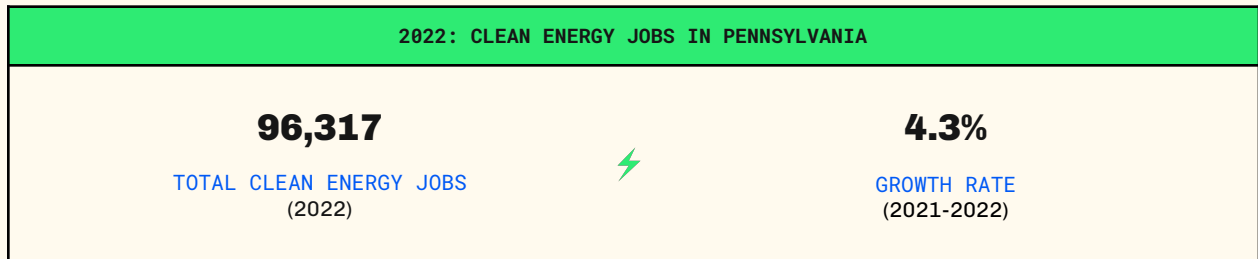 2022: CLEAN ENERGY JOBS IN PENNSYLVANIA
96,317
TOTAL CLEAN ENERGY JOBS
(2022)
4.3%
GROWTH RATE
(2021-2022)